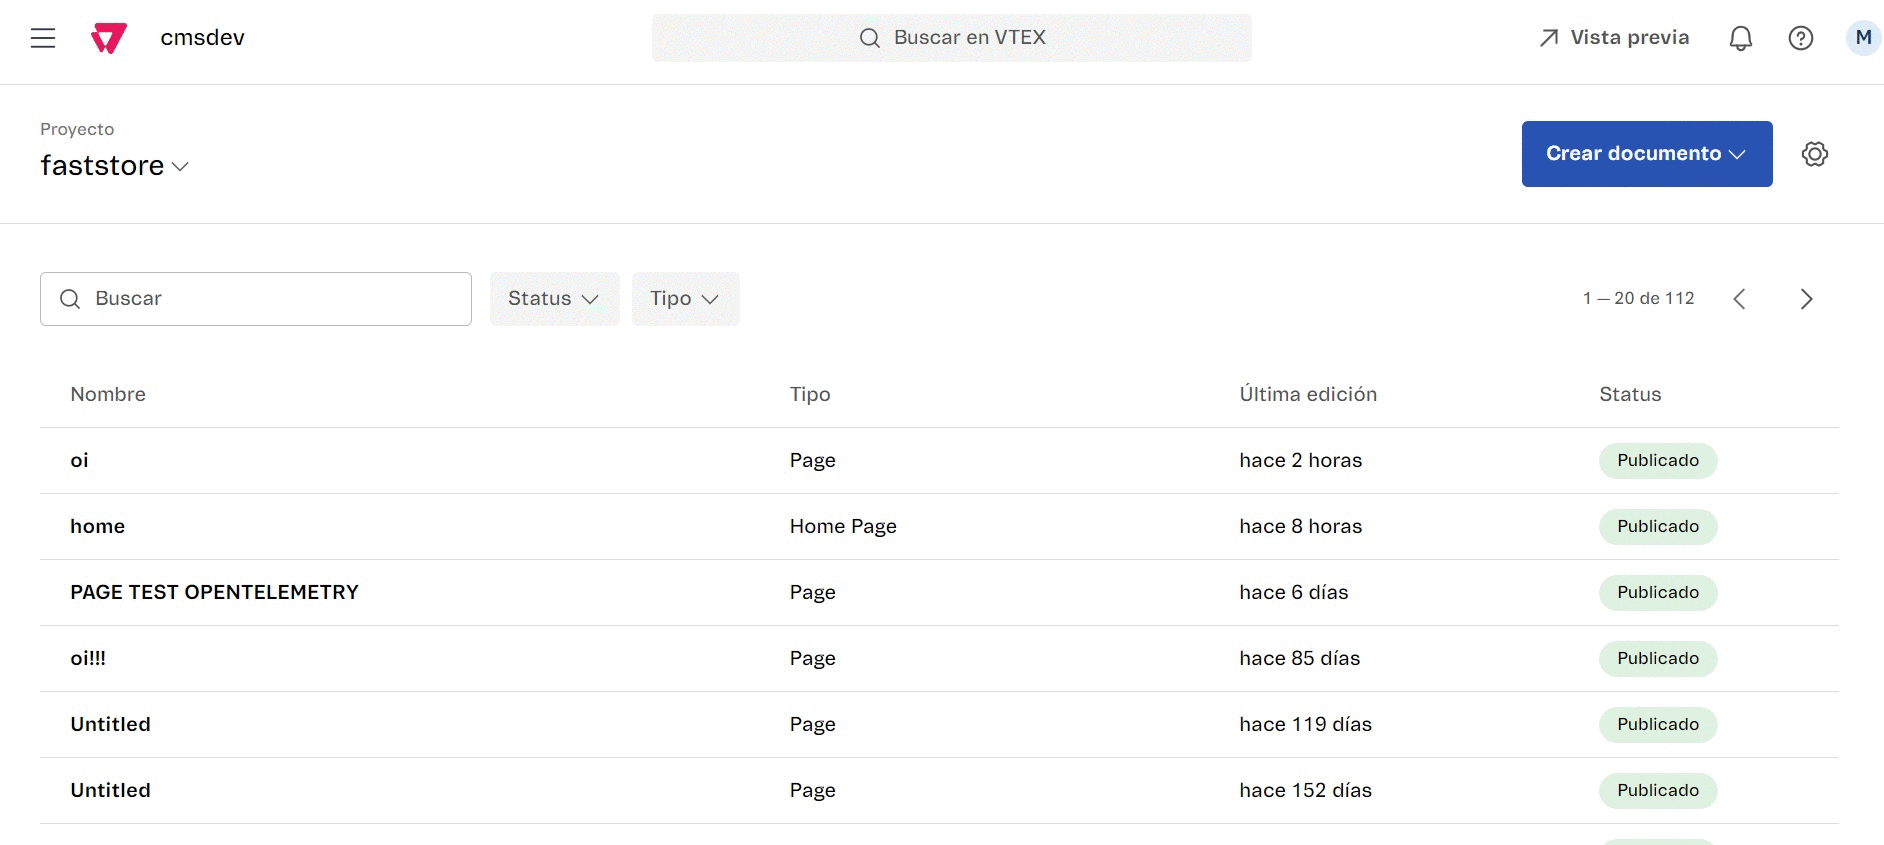 cmsdev
Buscar en VTEX
Vista previa
M
Proyecto
faststore
Crear documento
Buscar
Status
Tipo
1 – 20 de 112
Nombre Tipo Última edición Status
oi Page hace 2 horas Publicado
home Home Page hace 8 horas Publicado
PAGE TEST OPENTELEMETRY Page hace 6 días Publicado
oi!!! Page hace 85 días Publicado
Untitled Page hace 119 días Publicado
Untitled Page hace 152 días Publicado